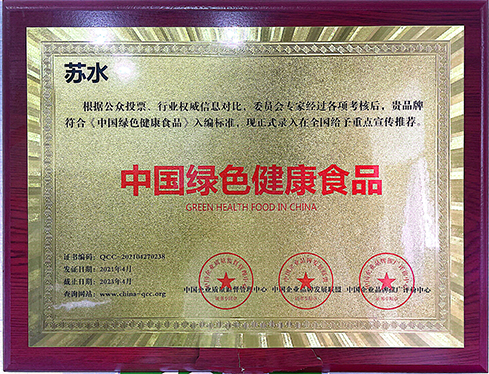 苏水
根据公众投票、行业权威信息对比，委员会专家经过各项考核后，贵品牌
符合《中国绿色健康食品》入编标准，现正式录入在全国给予重点宣传推荐。
中国绿色健康食品
GREEN HEALTH FOOD IN CHINA
证书编码：QCC-202104270238
发证日期：2021年4月
截止日期：2023年4月
查询网站：www.china-qcc.org
中国企业质量监督管理中心
中国企业品牌发展联盟
中国企业品牌推广评价中心